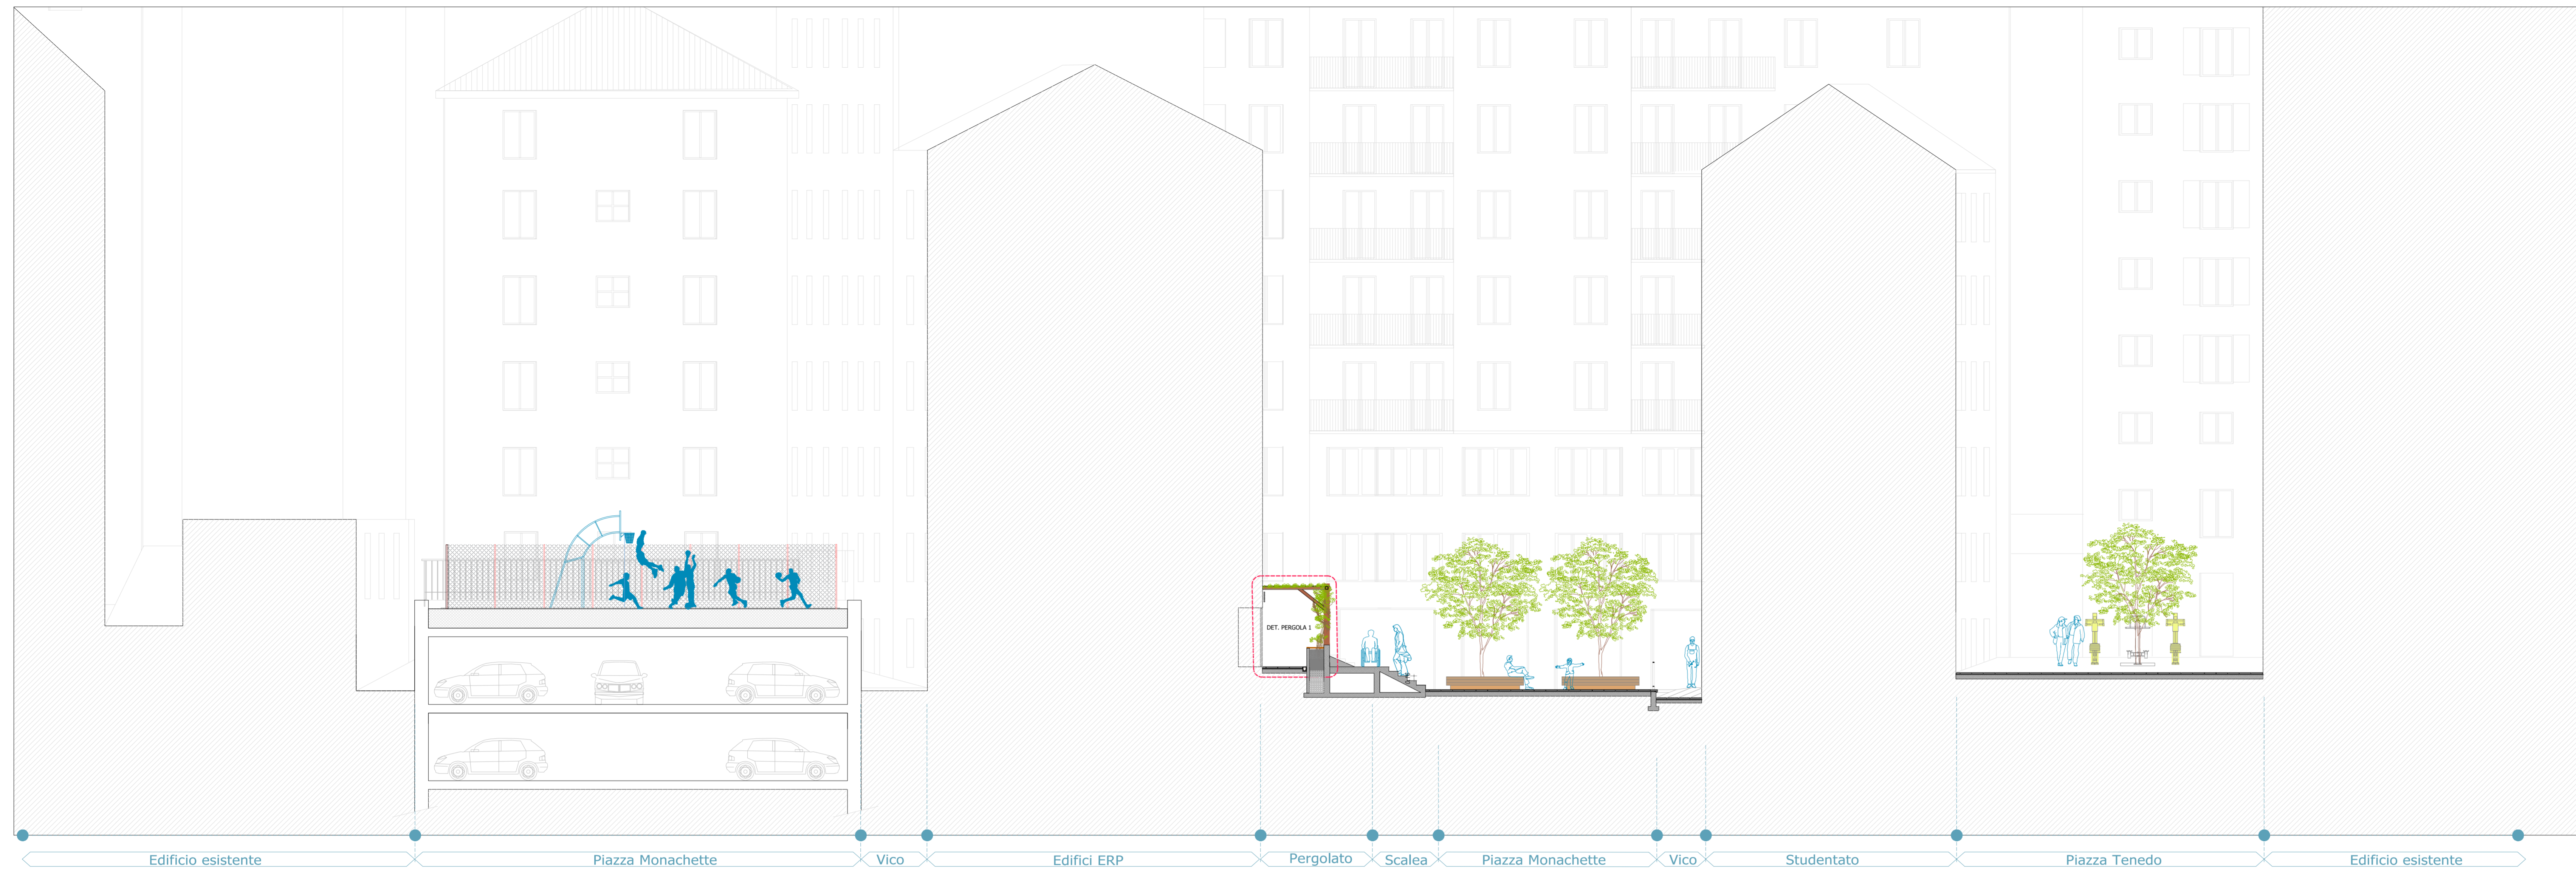 DET. PERGOLA 1
Edificio esistente
Piazza Monachette
Vico
Edifici ERP
Pergolato
Scalea
Piazza Monachette
Vico
Studentato
Piazza Tenedo
Edificio esistente